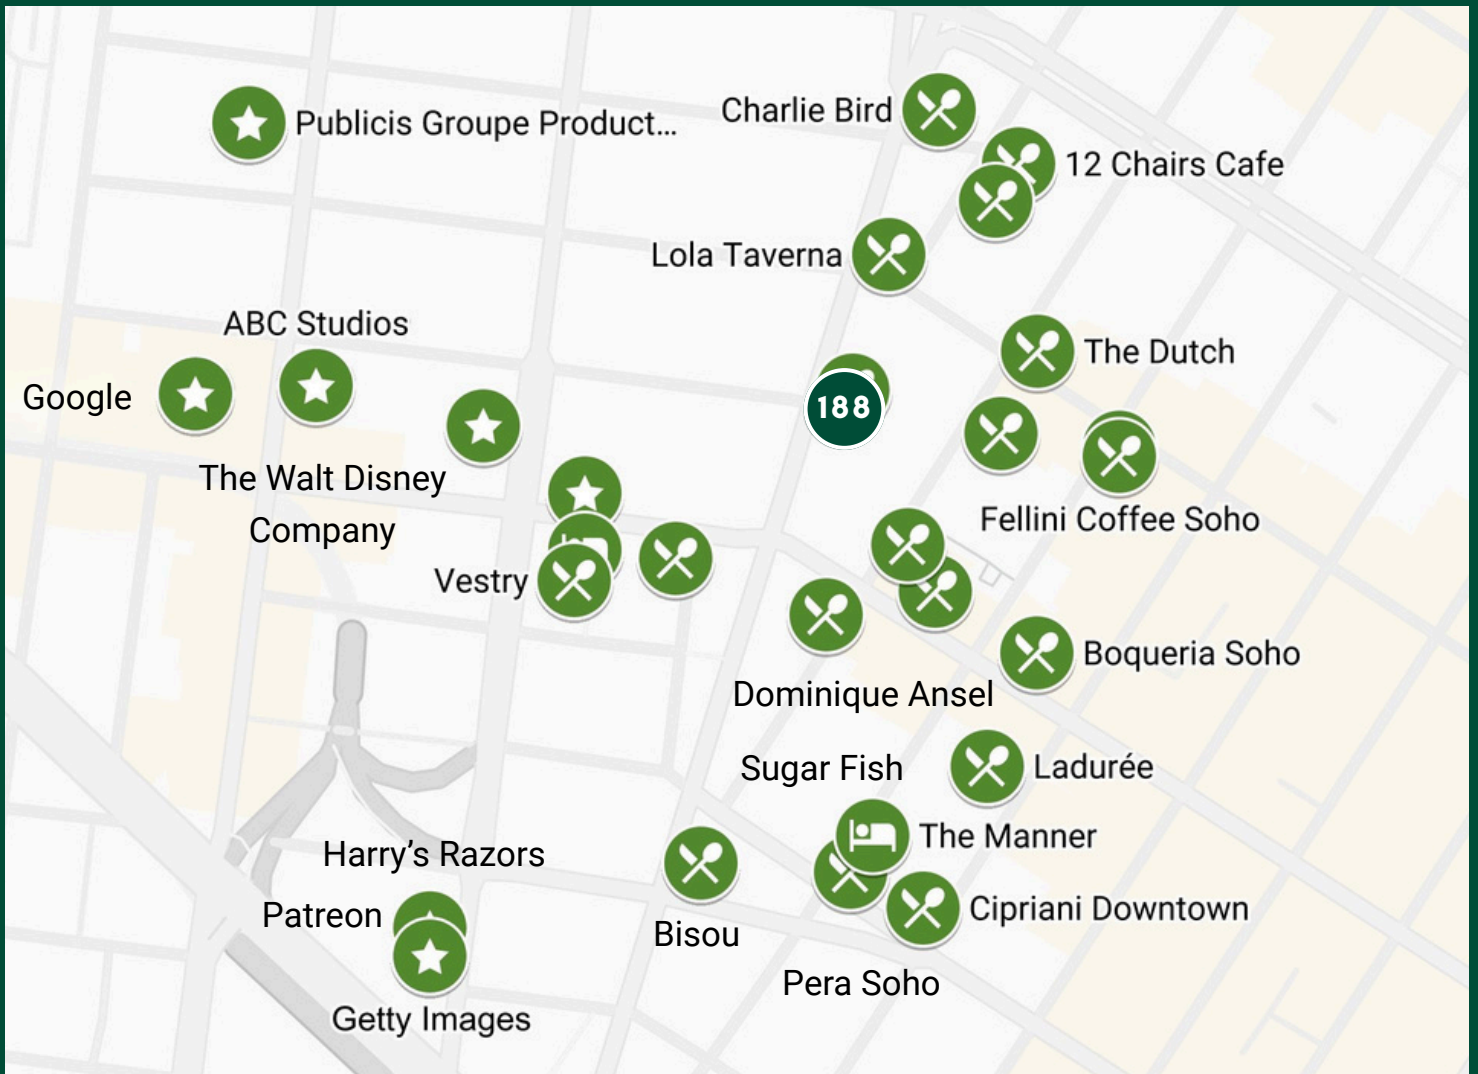 Charlie Bird
Publicis Groupe Product...
12 Chairs Cafe
Lola Taverna
ABC Studios
The Dutch
Google
188
The Walt Disney
Company
Fellini Coffee Soho
Vestry
Boqueria Soho
Dominique Ansel
Sugar Fish
Ladurée
The Manner
Harry’s Razors
Patreon
Cipriani Downtown
Bisou
Pera Soho
Getty Images